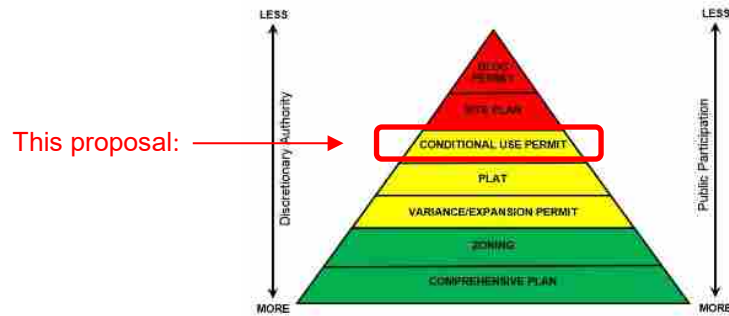 LESS
LESS
BLDG
PERMIT
SITE PLAN
This proposal:
CONDITIONAL USE PERMIT
Discretionary Authority
Public Participation
PLAT
VARIANCE/EXPANSION PERMIT
ZONING
COMPREHENSIVE PLAN
MORE
MORE